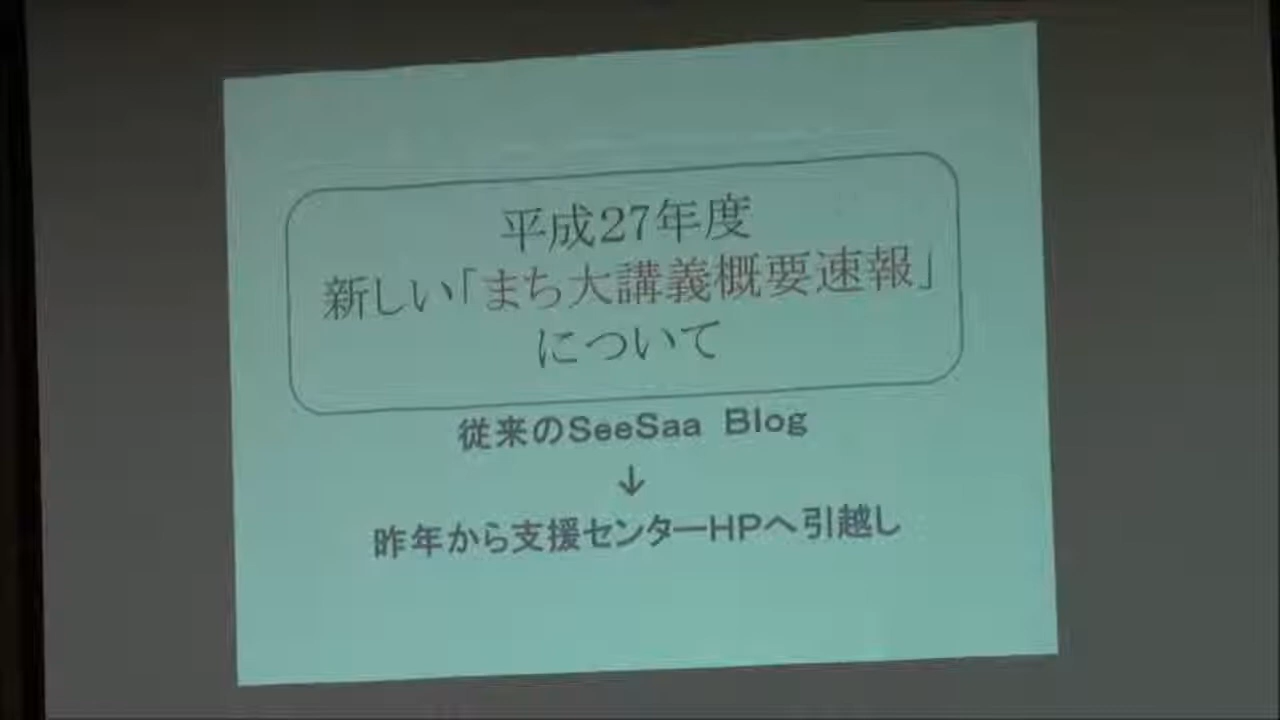 平成27年度
新しい「まち大講義概要速報」
について
従来のSeeSaa Blog
↓
昨年から支援センターHPへ引越し